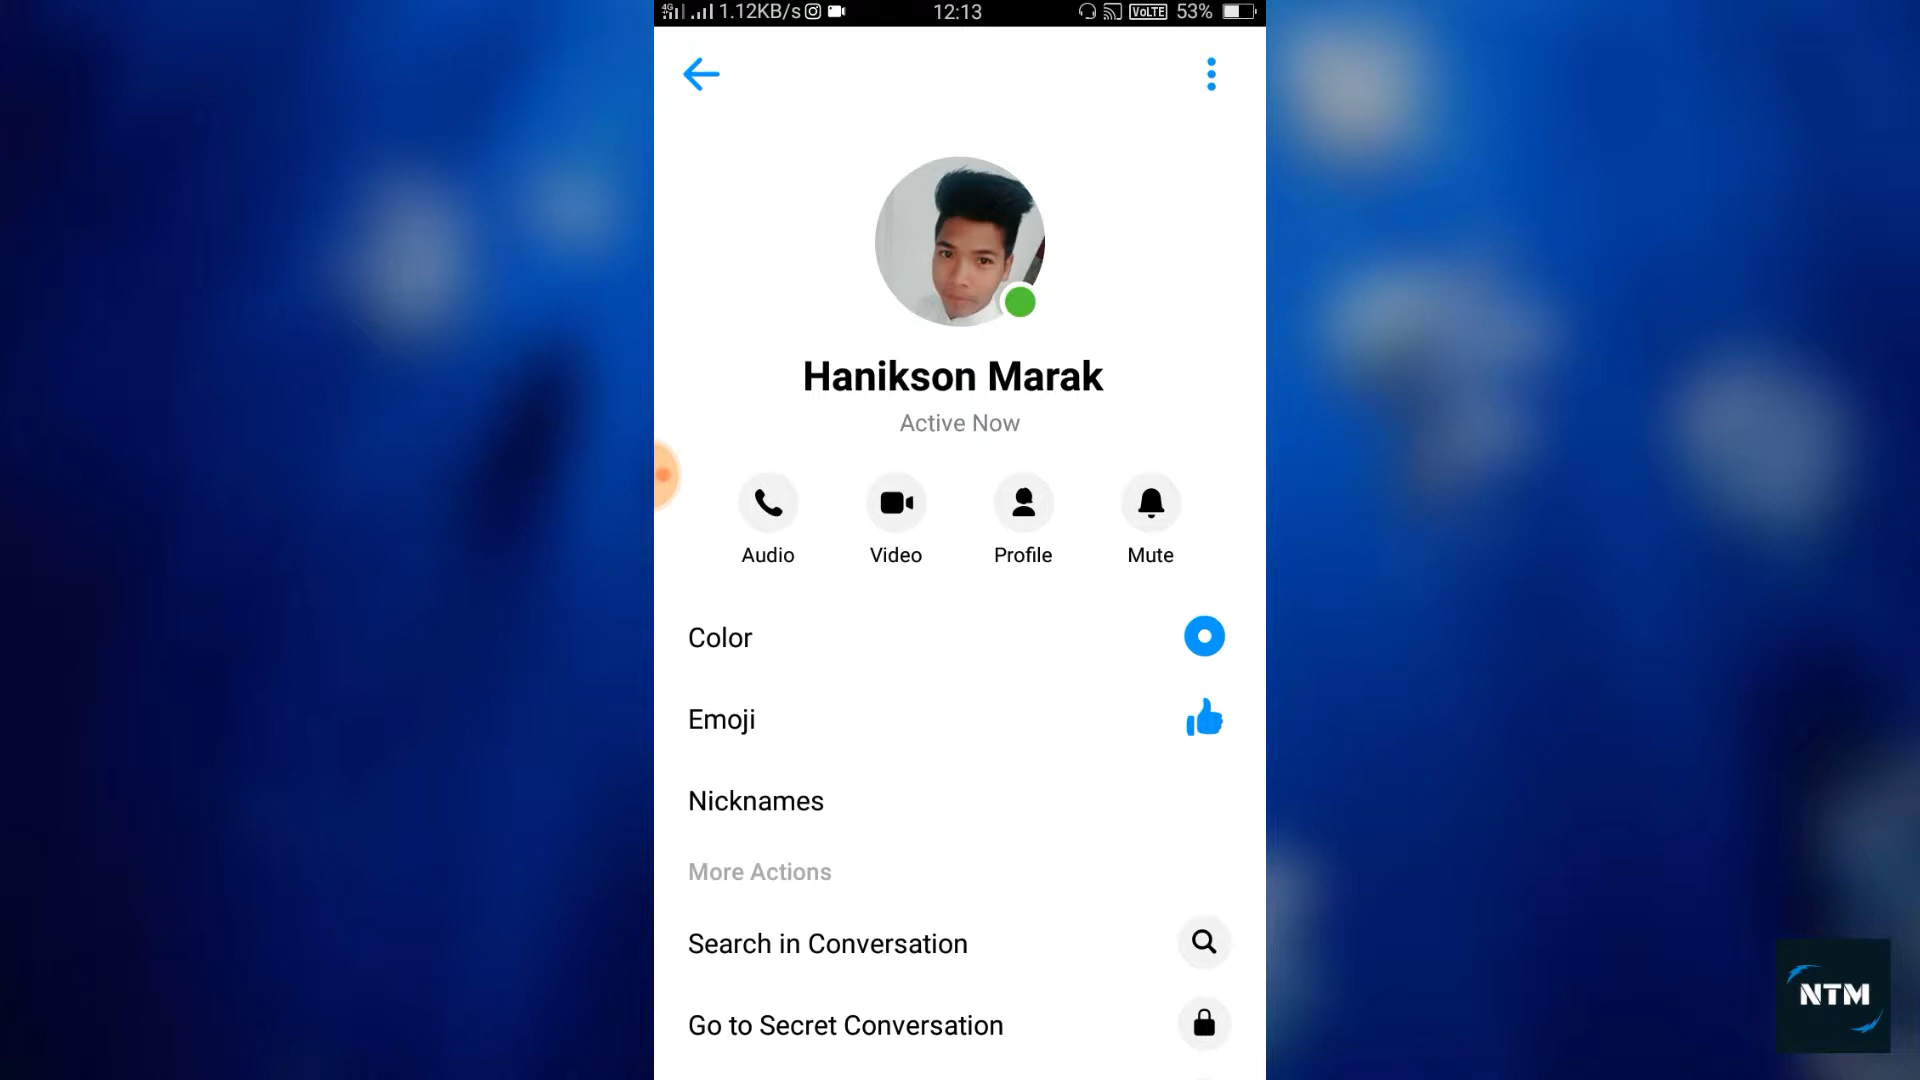 4G 1.12KB/s 12:13 VoLTE 53%
Hanikson Marak
Active Now
Audio Video Profile Mute
Color
Emoji
Nicknames
More Actions
Search in Conversation
Go to Secret Conversation
NTM